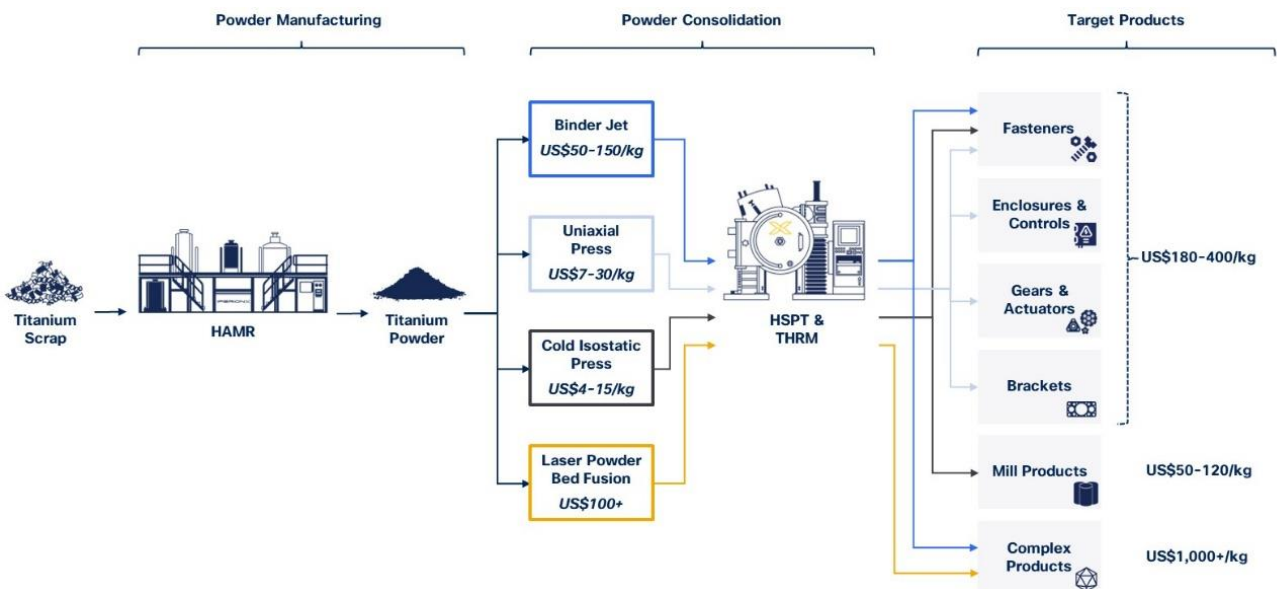 Powder Manufacturing
Powder Consolidation
Target Products
Titanium
Scrap
IPERIONX
HAMR
Titanium
Powder
Binder Jet
US$50-150/kg
Uniaxial
Press
US$7-30/kg
Cold Isostatic
Press
US$4-15/kg
Laser Powder
Bed Fusion
US$100+
HSPT &
THRM
Fasteners
Enclosures &
Controls
Gears &
Actuators
Brackets
US$180-400/kg
Mill Products
US$50-120/kg
Complex
Products
US$1,000+/kg